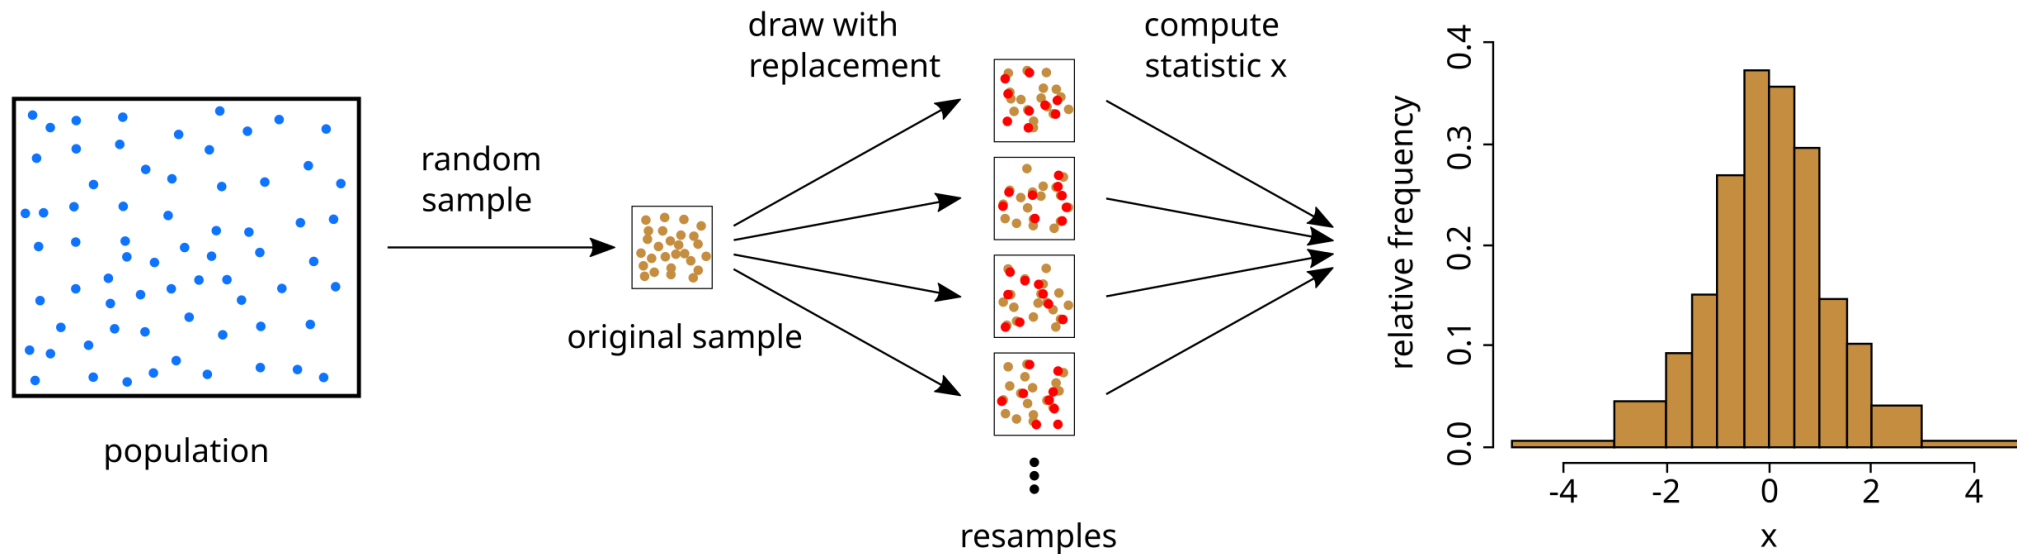 population
random
sample
original sample
draw with
replacement
resamples
compute
statistic x
relative frequency
0.4
0.3
0.2
0.1
0.0
-4
-2
0
2
4
x